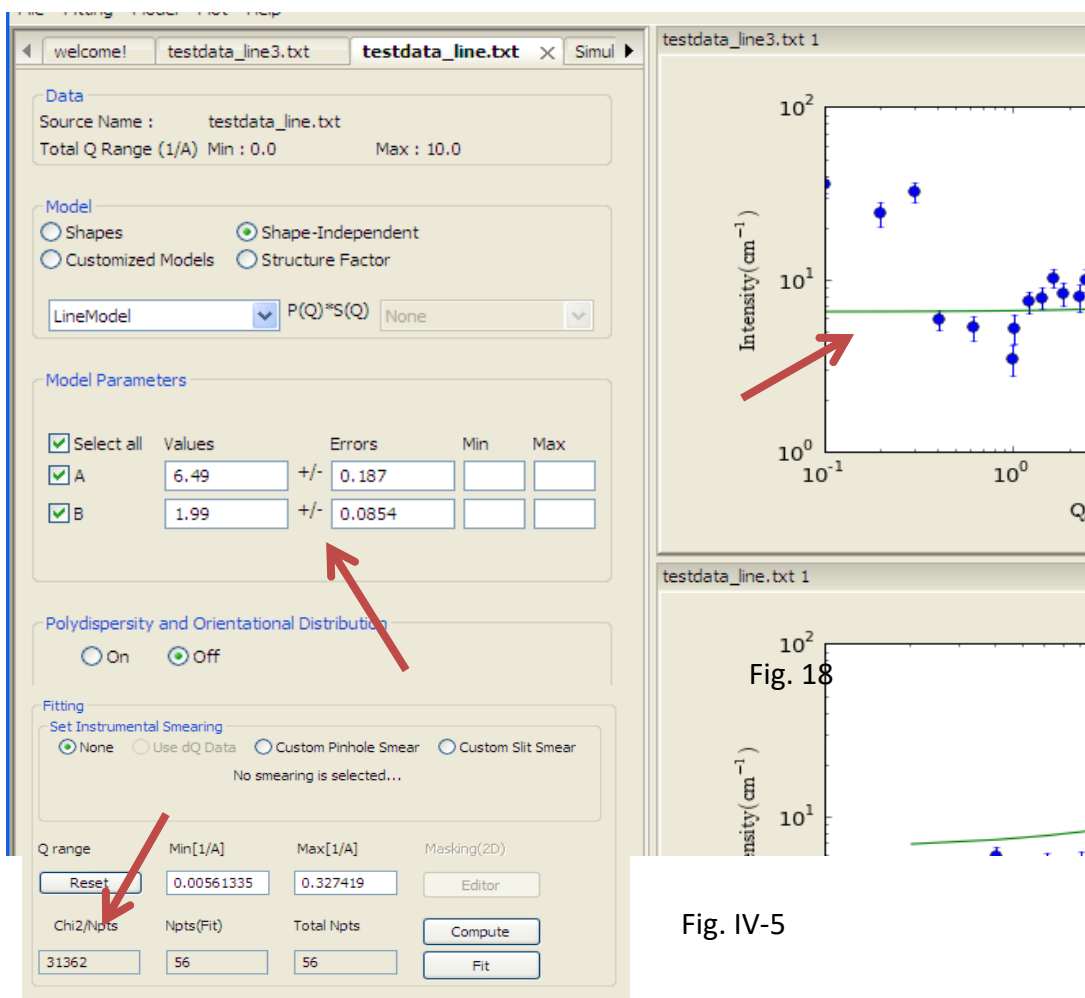 File Fitting Model Plot Help
welcome! testdata_line3.txt testdata_line.txt Simul
Data
Source Name : testdata_line.txt
Total Q Range (1/A) Min : 0.0 Max : 10.0
Model
Shapes Shape-Independent
Customized Models Structure Factor
LineModel P(Q)*S(Q) None
Model Parameters
Select all Values Errors Min Max
A 6.49 +/- 0.187
B 1.99 +/- 0.0854
Polydispersity and Orientational Distribution
On Off
Fitting
Set Instrumental Smearing
None Use dQ Data Custom Pinhole Smear Custom Slit Smear
No smearing is selected...
Q range Min[1/A] Max[1/A] Masking(2D)
Reset 0.00561335 0.327419 Editor
Chi2/Npts Npts(Fit) Total Npts Compute
31362 56 56 Fit
testdata_line3.txt 1
10²
Intensity(cm⁻¹)
10¹
10⁰
10⁻¹ 10⁰
Q
testdata_line.txt 1
10²
Fig. 18
ensity(cm⁻¹)
10¹
Fig. IV-5